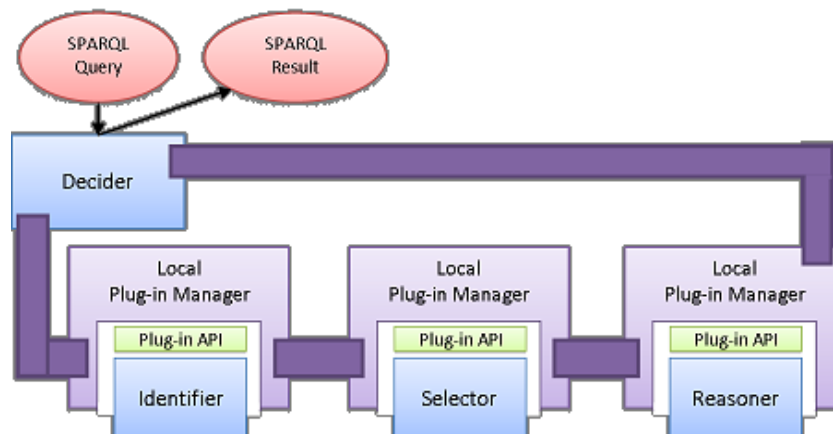 SPARQL
Query
SPARQL
Result
Decider
Local
Plug-in Manager
Plug-in API
Identifier
Local
Plug-in Manager
Plug-in API
Selector
Local
Plug-in Manager
Plug-in API
Reasoner